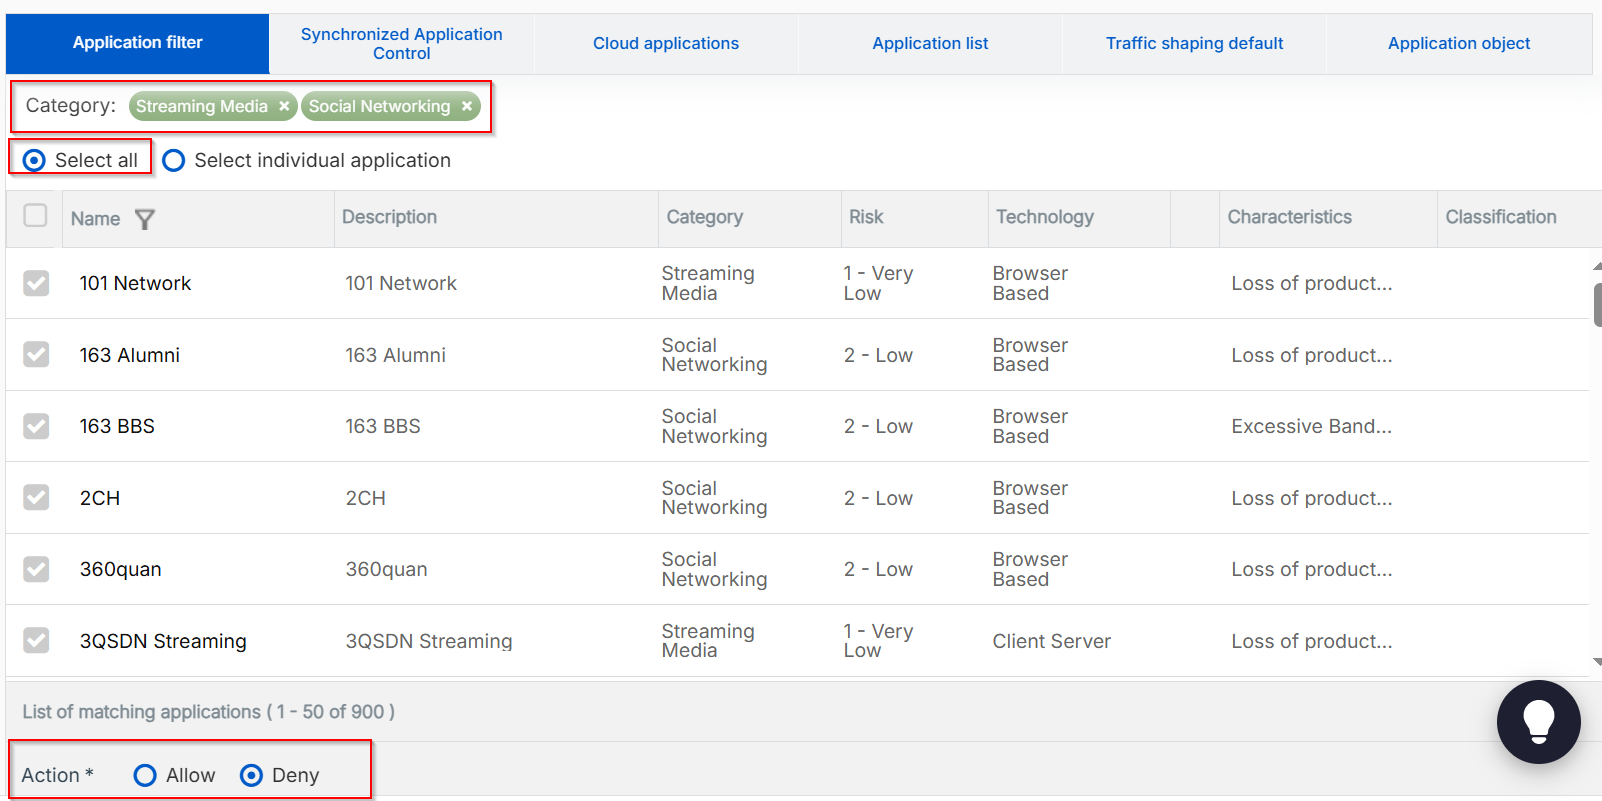 Application filter
Synchronized Application
Control
Cloud applications
Application list
Traffic shaping default
Application object
Category: Streaming Media × Social Networking ×
Select all Select individual application
Name Description Category Risk Technology Characteristics Classification
101 Network 101 Network Streaming Media 1 - Very Low Browser Based Loss of product...
163 Alumni 163 Alumni Social Networking 2 - Low Browser Based Loss of product...
163 BBS 163 BBS Social Networking 2 - Low Browser Based Excessive Band...
2CH 2CH Social Networking 2 - Low Browser Based Loss of product...
360quan 360quan Social Networking 2 - Low Browser Based Loss of product...
3QSDN Streaming 3QSDN Streaming Streaming Media 1 - Very Low Client Server Loss of product...
List of matching applications ( 1 - 50 of 900 )
Action * Allow Deny